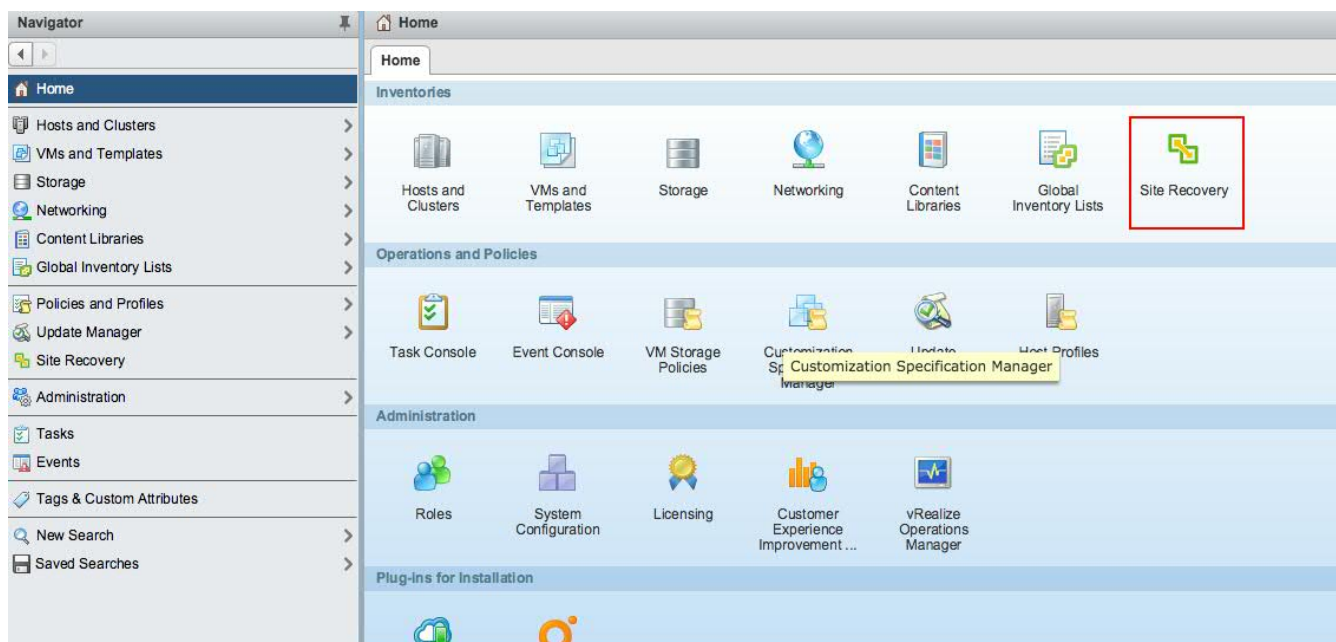 Navigator
Home
Hosts and Clusters
VMs and Templates
Storage
Networking
Content Libraries
Global Inventory Lists
Policies and Profiles
Update Manager
Site Recovery
Administration
Tasks
Events
Tags & Custom Attributes
New Search
Saved Searches
Home
Home
Inventories
Hosts and
Clusters
VMs and
Templates
Storage
Networking
Content
Libraries
Global
Inventory Lists
Site Recovery
Operations and Policies
Task Console
Event Console
VM Storage
Policies
Customization
Manager
Update
Host Profiles
Customization Specification Manager
Administration
Roles
System
Configuration
Licensing
Customer
Experience
Improvement ...
vRealize
Operations
Manager
Plug-ins for Installation